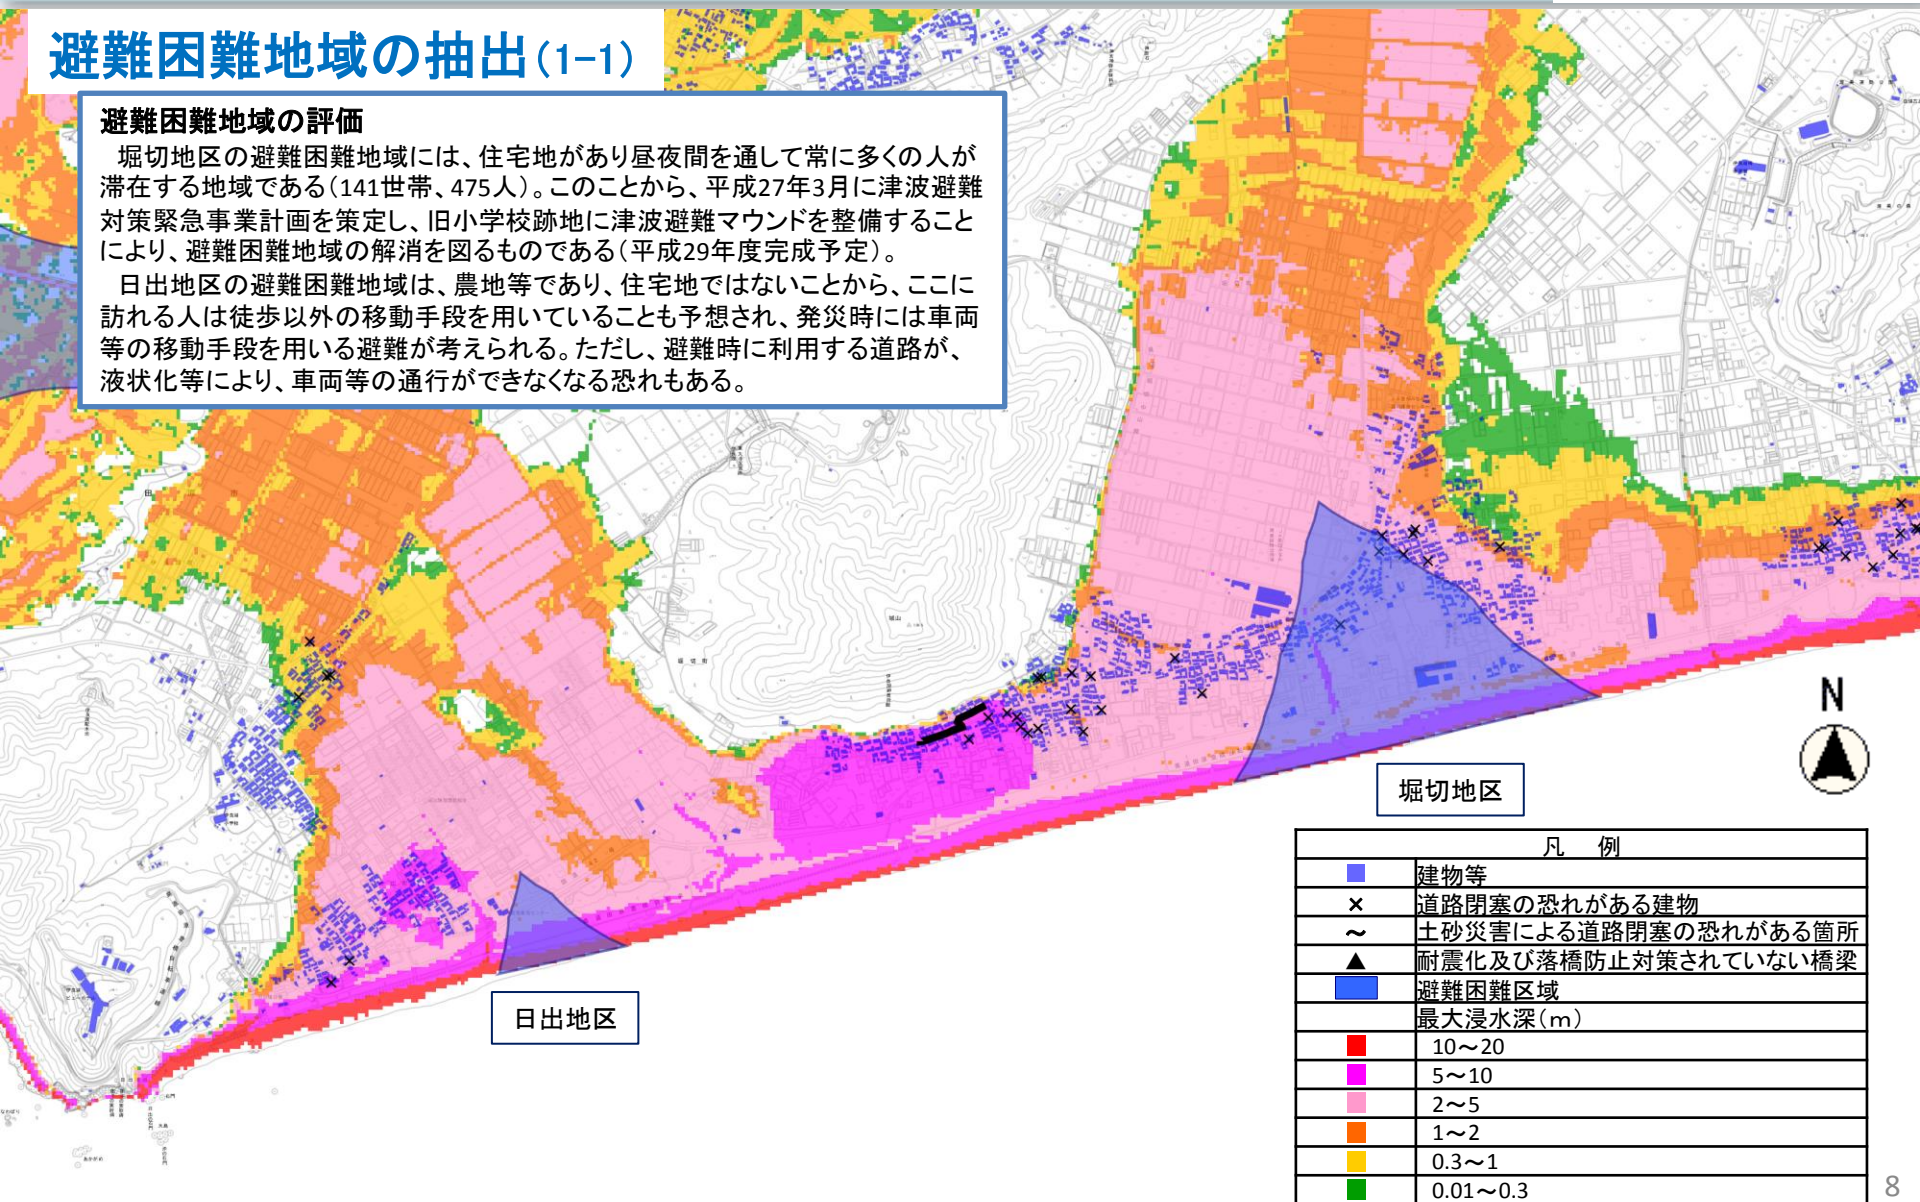 避難困難地域の抽出(1-1)
避難困難地域の評価
堀切地区の避難困難地域には、住宅地があり昼夜間を通して常に多くの人が
滞在する地域である(141世帯、475人)。このことから、平成27年3月に津波避難
対策緊急事業計画を策定し、旧小学校跡地に津波避難マウンドを整備すること
により、避難困難地域の解消を図るものである(平成29年度完成予定)。
日出地区の避難困難地域は、農地等であり、住宅地ではないことから、ここに
訪れる人は徒歩以外の移動手段を用いていることも予想され、発災時には車両
等の移動手段を用いる避難が考えられる。ただし、避難時に利用する道路が、
液状化等により、車両等の通行ができなくなる恐れもある。
堀切地区
日出地区
N
凡 例
建物等
× 道路閉塞の恐れがある建物
～ 土砂災害による道路閉塞の恐れがある箇所
▲ 耐震化及び落橋防止対策されていない橋梁
避難困難区域
最大浸水深(m)
10～20
5～10
2～5
1～2
0.3～1
0.01～0.3
8